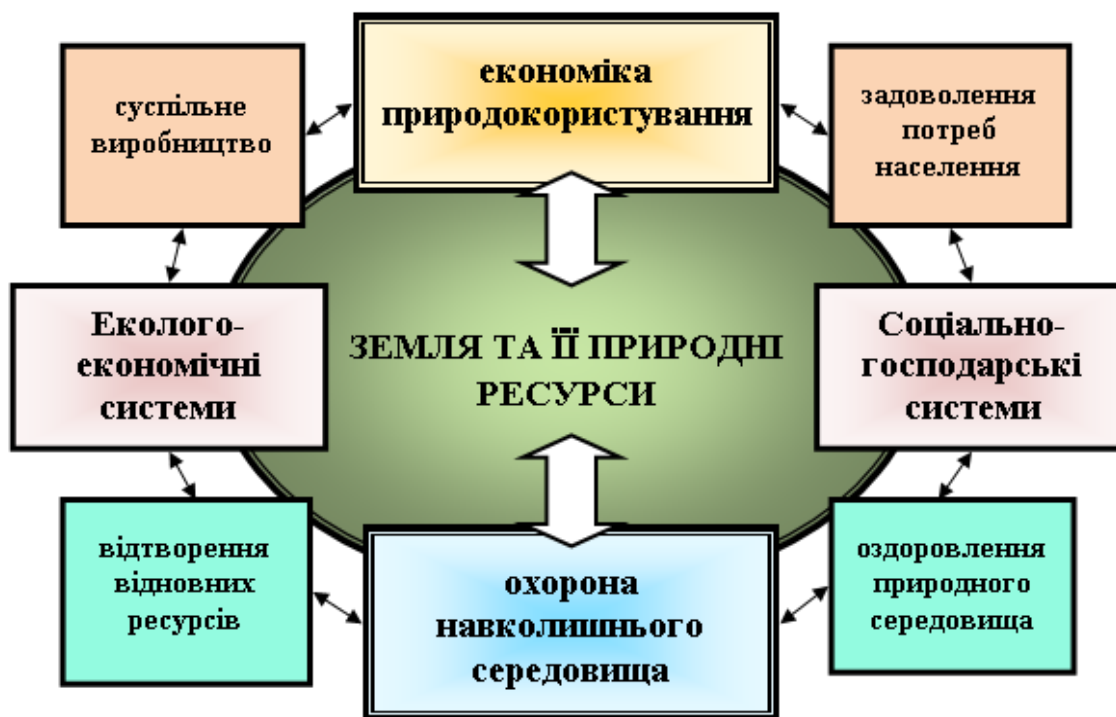 економіка
природокористування
суспільне
виробництво
задоволення
потреб
населення
Еколого-
економічні
системи
ЗЕМЛЯ ТА ЇЇ ПРИРОДНІ
РЕСУРСИ
Соціально-
господарські
системи
відтворення
відновних
ресурсів
охорона
навколишнього
середовища
оздоровлення
природного
середовища